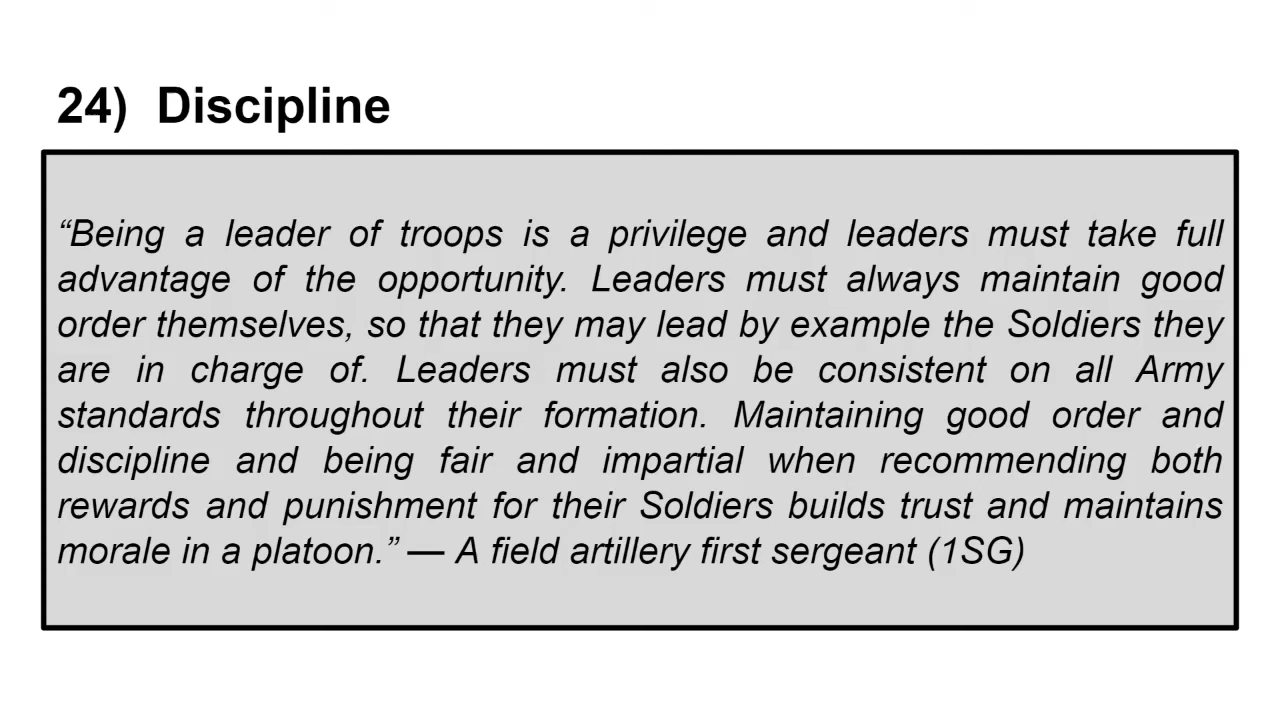 24) Discipline
“Being a leader of troops is a privilege and leaders must take full
advantage of the opportunity. Leaders must always maintain good
order themselves, so that they may lead by example the Soldiers they
are in charge of. Leaders must also be consistent on all Army
standards throughout their formation. Maintaining good order and
discipline and being fair and impartial when recommending both
rewards and punishment for their Soldiers builds trust and maintains
morale in a platoon.” — A field artillery first sergeant (1SG)